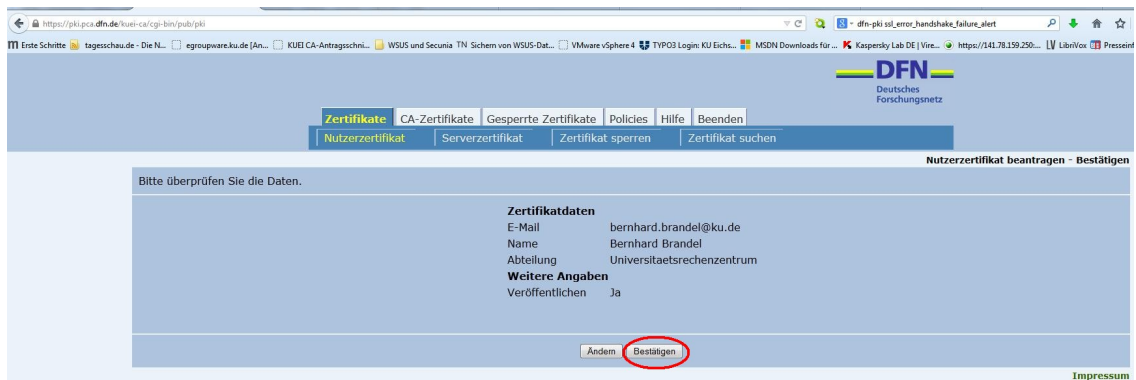 https://pki.pca.dfn.de/kuei-ca/cgi-bin/pub/pki dfn-pki ssl_error_handshake_failure_alert
Erste Schritte tagesschau.de - Die N... egroupware.ku.de [An... KUEI CA-Antragsschni... WSUS und Secunia TN Sichern von WSUS-Dat... VMware vSphere 4 TYPO3 Login: KU Eichs... MSDN Downloads für ... Kaspersky Lab DE | Vire... https://141.78.159.250:... LV LibriVox Presseinf
DFN
Deutsches
Forschungsnetz
Zertifikate CA-Zertifikate Gesperrte Zertifikate Policies Hilfe Beenden
Nutzerzertifikat Serverzertifikat Zertifikat sperren Zertifikat suchen
Nutzerzertifikat beantragen - Bestätigen
Bitte überprüfen Sie die Daten.
Zertifikatdaten
E-Mail bernhard.brandel@ku.de
Name Bernhard Brandel
Abteilung Universitaetsrechenzentrum
Weitere Angaben
Veröffentlichen Ja
Ändern Bestätigen
Impressum